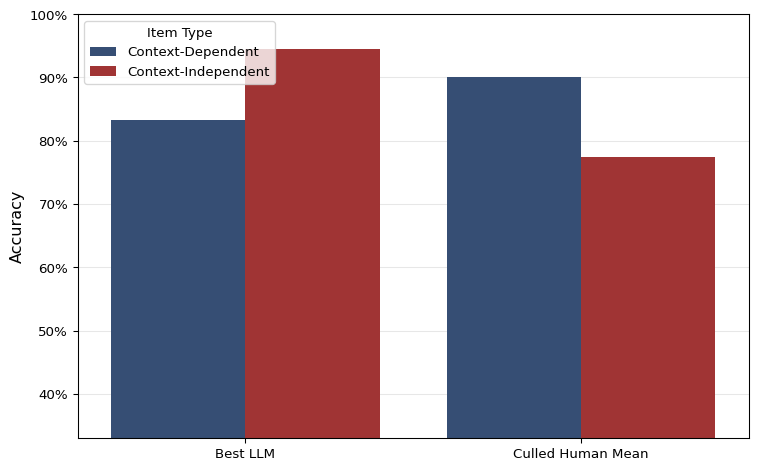 100%
90%
80%
70%
60%
50%
40%
Accuracy
Item Type
Context-Dependent
Context-Independent
Best LLM
Culled Human Mean